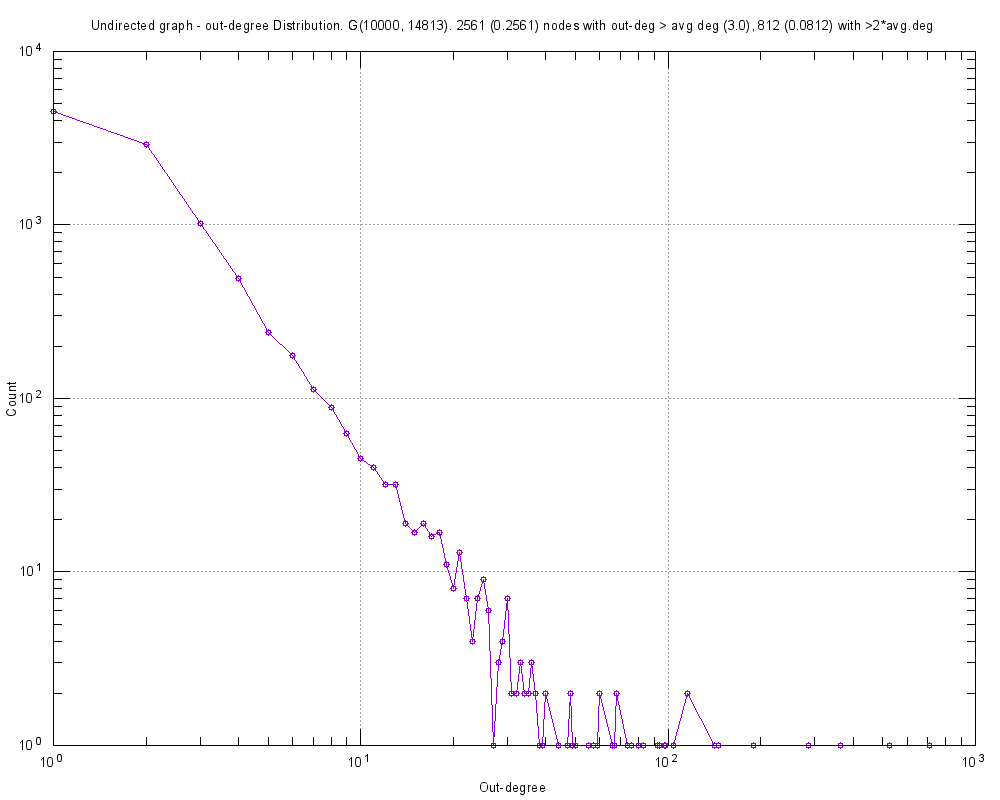 Undirected graph - out-degree Distribution. G(10000, 14813). 2561 (0.2561) nodes with out-deg > avg deg (3.0), 812 (0.0812) with >2*avg.deg
10^4
10^3
10^2
10^1
10^0
Count
10^0 10^1 10^2 10^3
Out-degree